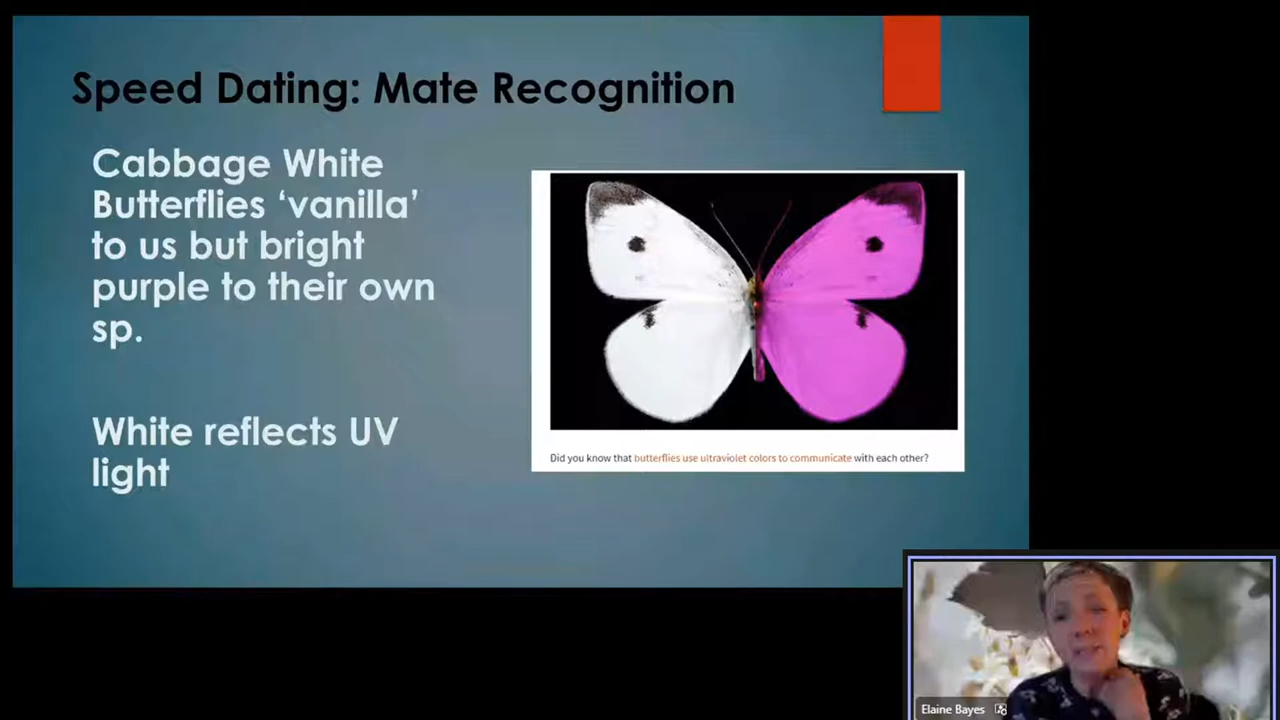 Speed Dating: Mate Recognition
Cabbage White
Butterflies ‘vanilla’
to us but bright
purple to their own
sp.
White reflects UV
light
Did you know that butterflies use ultraviolet colors to communicate with each other?
Elaine Bayes